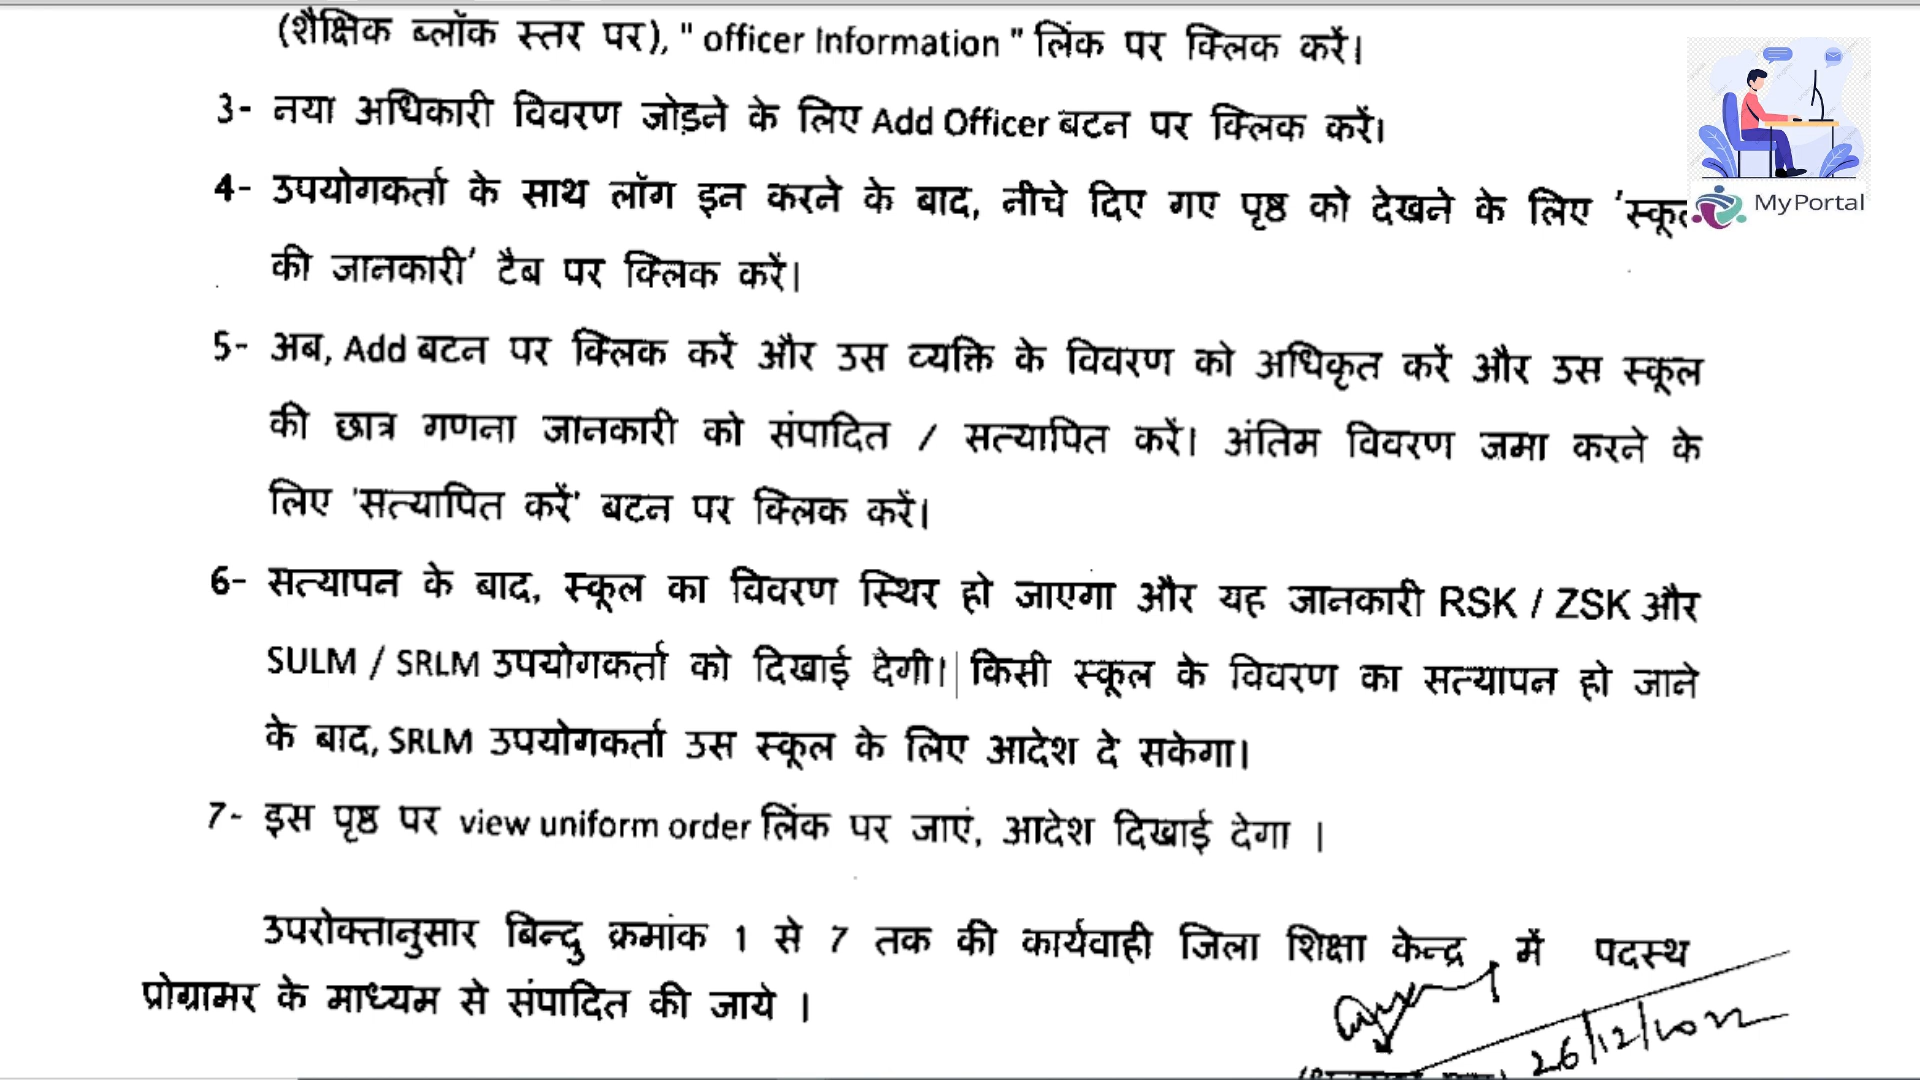 (शैक्षिक ब्लॉक स्तर पर), " officer Information " लिंक पर क्लिक करें।
3- नया अधिकारी विवरण जोड़ने के लिए Add Officer बटन पर क्लिक करें।
4- उपयोगकर्ता के साथ लॉग इन करने के बाद, नीचे दिए गए पृष्ठ को देखने के लिए 'स्कूल
की जानकारी' टैब पर क्लिक करें।
5- अब, Add बटन पर क्लिक करें और उस व्यक्ति के विवरण को अधिकृत करें और उस स्कूल
की छात्र गणना जानकारी को संपादित / सत्यापित करें। अंतिम विवरण जमा करने के
लिए 'सत्यापित करें' बटन पर क्लिक करें।
6- सत्यापन के बाद, स्कूल का विवरण स्थिर हो जाएगा और यह जानकारी RSK / ZSK और
SULM / SRLM उपयोगकर्ता को दिखाई देगी। किसी स्कूल के विवरण का सत्यापन हो जाने
के बाद, SRLM उपयोगकर्ता उस स्कूल के लिए आदेश दे सकेगा।
7- इस पृष्ठ पर view uniform order लिंक पर जाएं, आदेश दिखाई देगा ।
उपरोक्तानुसार बिन्दु क्रमांक 1 से 7 तक की कार्यवाही जिला शिक्षा केन्द्र में पदस्थ
प्रोग्रामर के माध्यम से संपादित की जाये ।
26/12/2022
MyPortal